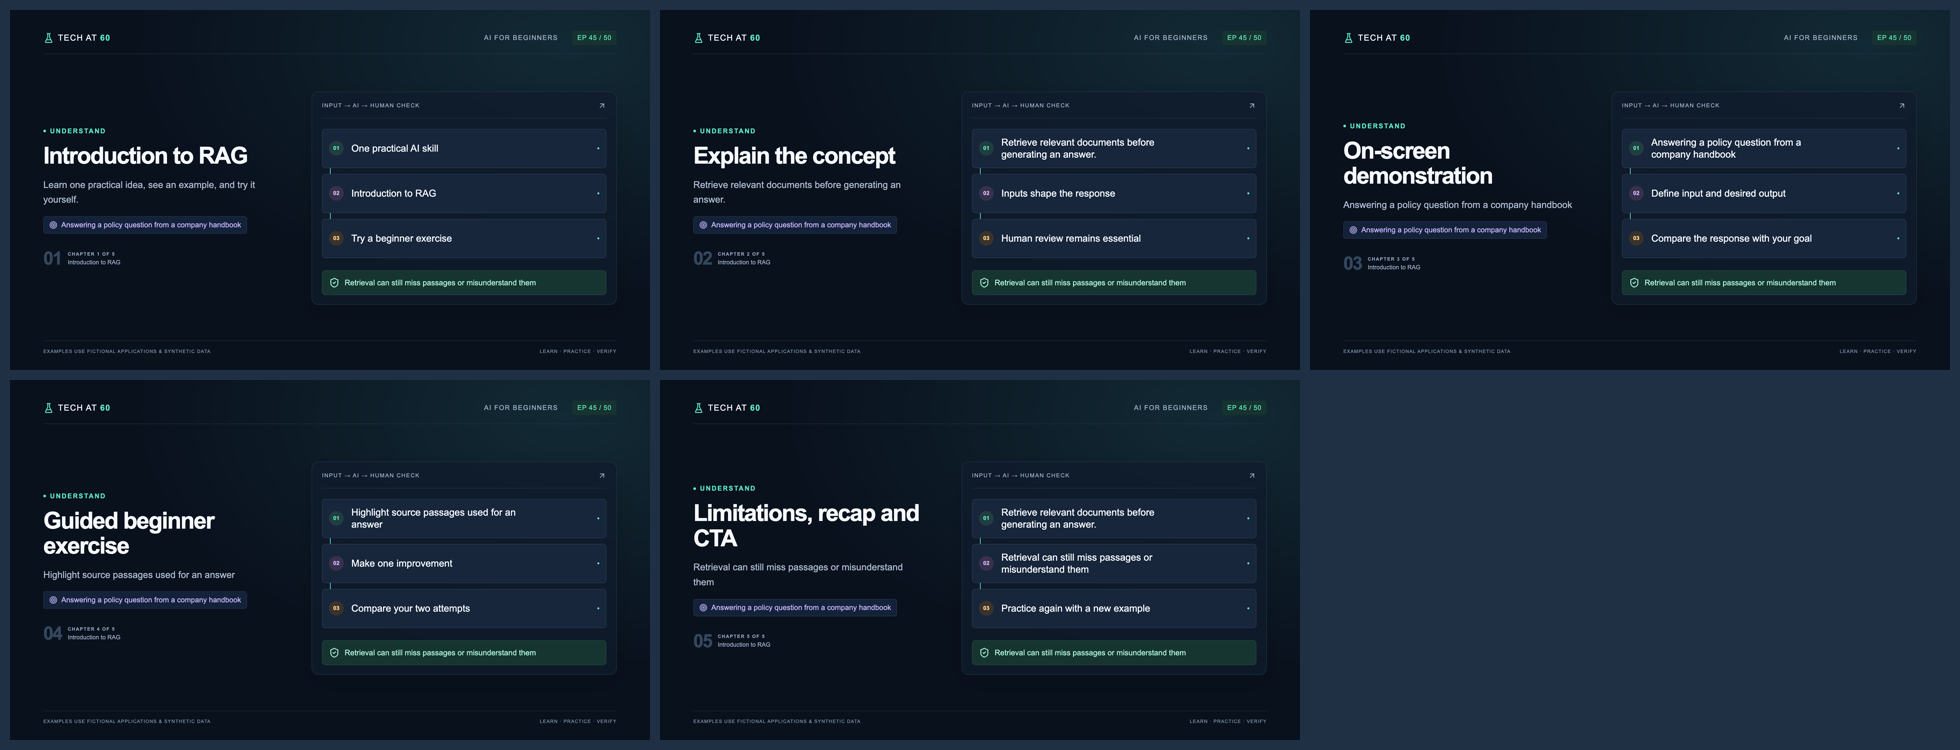 TECH AT 60
AI FOR BEGINNERS
EP 45 / 50
UNDERSTAND
Introduction to RAG
Learn one practical idea, see an example, and try it
yourself.
Answering a policy question from a company handbook
01
CHAPTER 1 OF 5
Introduction to RAG
INPUT → AI → HUMAN CHECK
01
One practical AI skill
02
Introduction to RAG
03
Try a beginner exercise
Retrieval can still miss passages or misunderstand them
EXAMPLES USE FICTIONAL APPLICATIONS & SYNTHETIC DATA
LEARN · PRACTICE · VERIFY
TECH AT 60
AI FOR BEGINNERS
EP 45 / 50
UNDERSTAND
Explain the concept
Retrieve relevant documents before generating an
answer.
Answering a policy question from a company handbook
02
CHAPTER 2 OF 5
Introduction to RAG
INPUT → AI → HUMAN CHECK
01
Retrieve relevant documents before
generating an answer.
02
Inputs shape the response
03
Human review remains essential
Retrieval can still miss passages or misunderstand them
EXAMPLES USE FICTIONAL APPLICATIONS & SYNTHETIC DATA
LEARN · PRACTICE · VERIFY
TECH AT 60
AI FOR BEGINNERS
EP 45 / 50
UNDERSTAND
On-screen
demonstration
Answering a policy question from a company handbook
Answering a policy question from a company handbook
03
CHAPTER 3 OF 5
Introduction to RAG
INPUT → AI → HUMAN CHECK
01
Answering a policy question from a
company handbook
02
Define input and desired output
03
Compare the response with your goal
Retrieval can still miss passages or misunderstand them
EXAMPLES USE FICTIONAL APPLICATIONS & SYNTHETIC DATA
LEARN · PRACTICE · VERIFY
TECH AT 60
AI FOR BEGINNERS
EP 45 / 50
UNDERSTAND
Guided beginner
exercise
Highlight source passages used for an answer
Answering a policy question from a company handbook
04
CHAPTER 4 OF 5
Introduction to RAG
INPUT → AI → HUMAN CHECK
01
Highlight source passages used for an
answer
02
Make one improvement
03
Compare your two attempts
Retrieval can still miss passages or misunderstand them
EXAMPLES USE FICTIONAL APPLICATIONS & SYNTHETIC DATA
LEARN · PRACTICE · VERIFY
TECH AT 60
AI FOR BEGINNERS
EP 45 / 50
UNDERSTAND
Limitations, recap and
CTA
Retrieval can still miss passages or misunderstand
them
Answering a policy question from a company handbook
05
CHAPTER 5 OF 5
Introduction to RAG
INPUT → AI → HUMAN CHECK
01
Retrieve relevant documents before
generating an answer.
02
Retrieval can still miss passages or
misunderstand them
03
Practice again with a new example
Retrieval can still miss passages or misunderstand them
EXAMPLES USE FICTIONAL APPLICATIONS & SYNTHETIC DATA
LEARN · PRACTICE · VERIFY